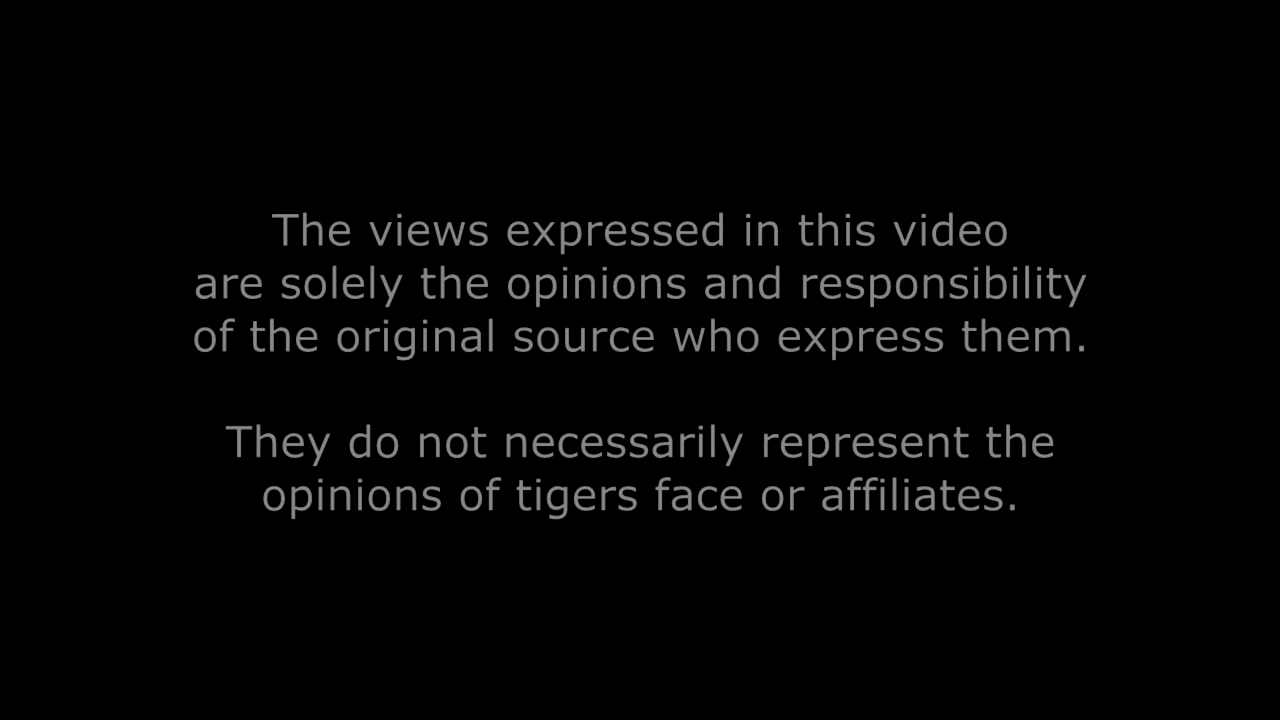 The views expressed in this video
are solely the opinions and responsibility
of the original source who express them.
They do not necessarily represent the
opinions of tigers face or affiliates.